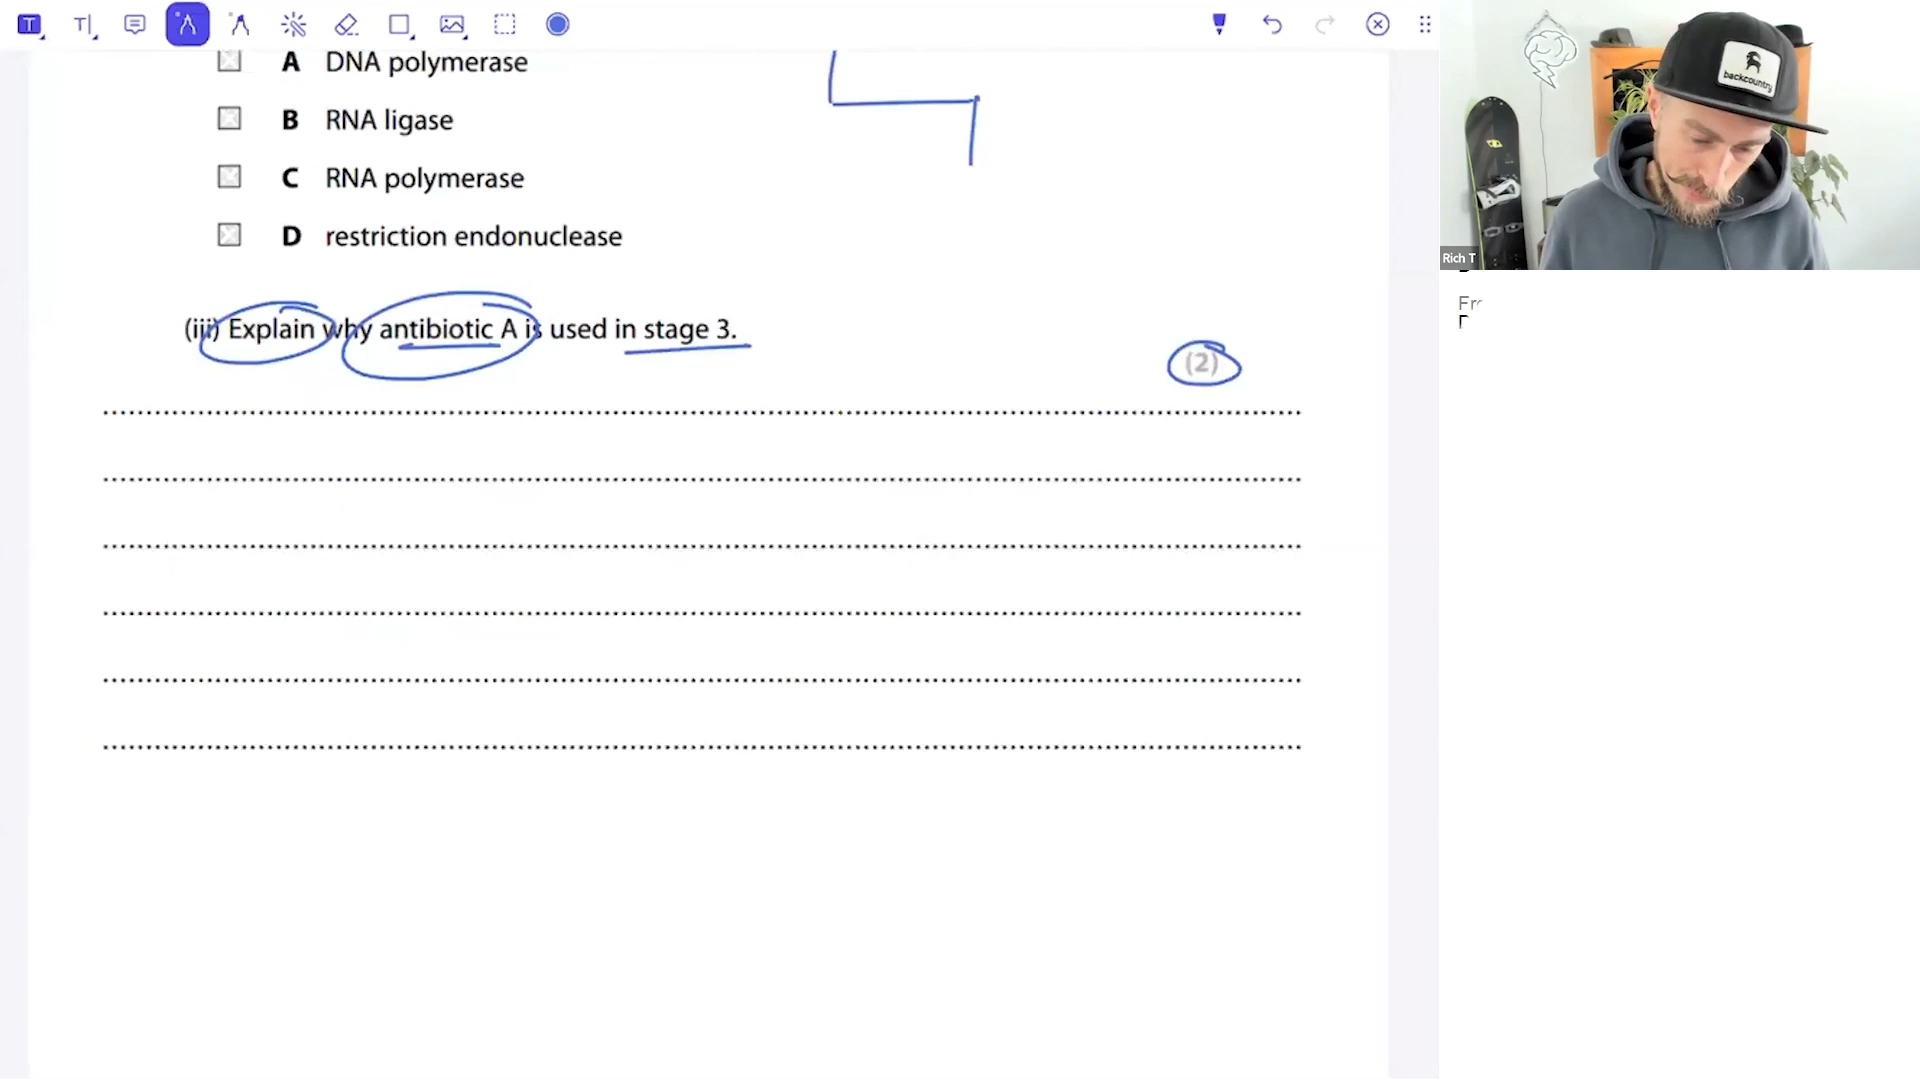 A DNA polymerase
B RNA ligase
C RNA polymerase
D restriction endonuclease
(iii) Explain why antibiotic A is used in stage 3.
(2)
backcountry
Rich T